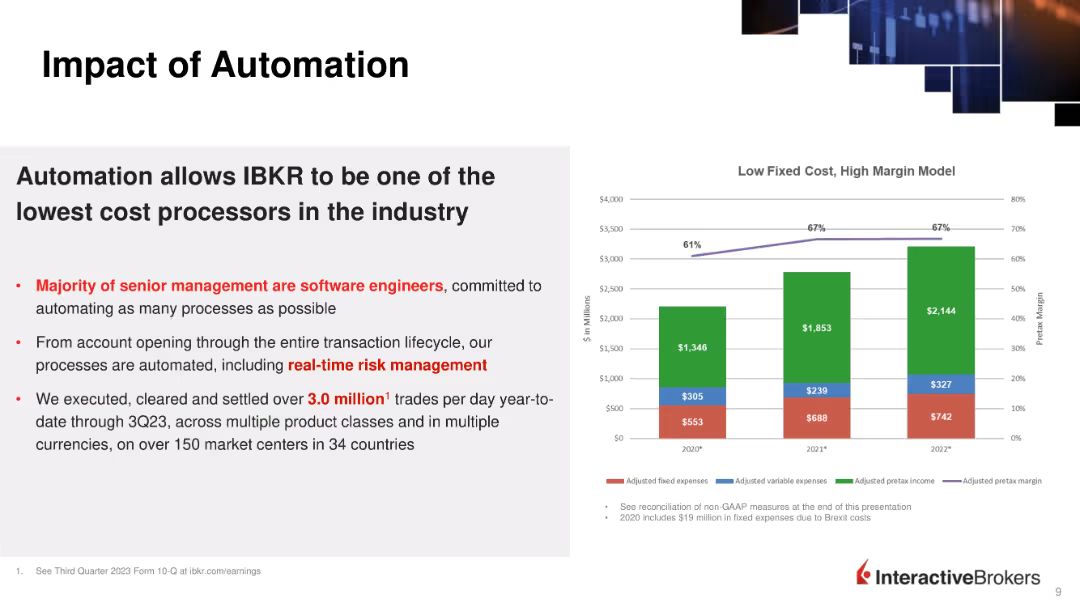 Impact of Automation
Automation allows IBKR to be one of the
lowest cost processors in the industry
• Majority of senior management are software engineers, committed to
automating as many processes as possible
• From account opening through the entire transaction lifecycle, our
processes are automated, including real-time risk management
• We executed, cleared and settled over 3.0 million¹ trades per day year-to-
date through 3Q23, across multiple product classes and in multiple
currencies, on over 150 market centers in 34 countries
Low Fixed Cost, High Margin Model
$ in Millions
$4,000
$3,500
$3,000
$2,500
$2,000
$1,500
$1,000
$500
$0
61%
67%
67%
$1,346
$305
$553
$1,853
$239
$688
$2,144
$327
$742
80%
70%
60%
50%
40%
30%
20%
10%
0%
Pretax Margin
2020* 2021* 2022*
Adjusted fixed expenses Adjusted variable expenses Adjusted pretax income Adjusted pretax margin
• See reconciliation of non-GAAP measures at the end of this presentation
• 2020 includes $19 million in fixed expenses due to Brexit costs
1. See Third Quarter 2023 Form 10-Q at ibkr.com/earnings
InteractiveBrokers
9